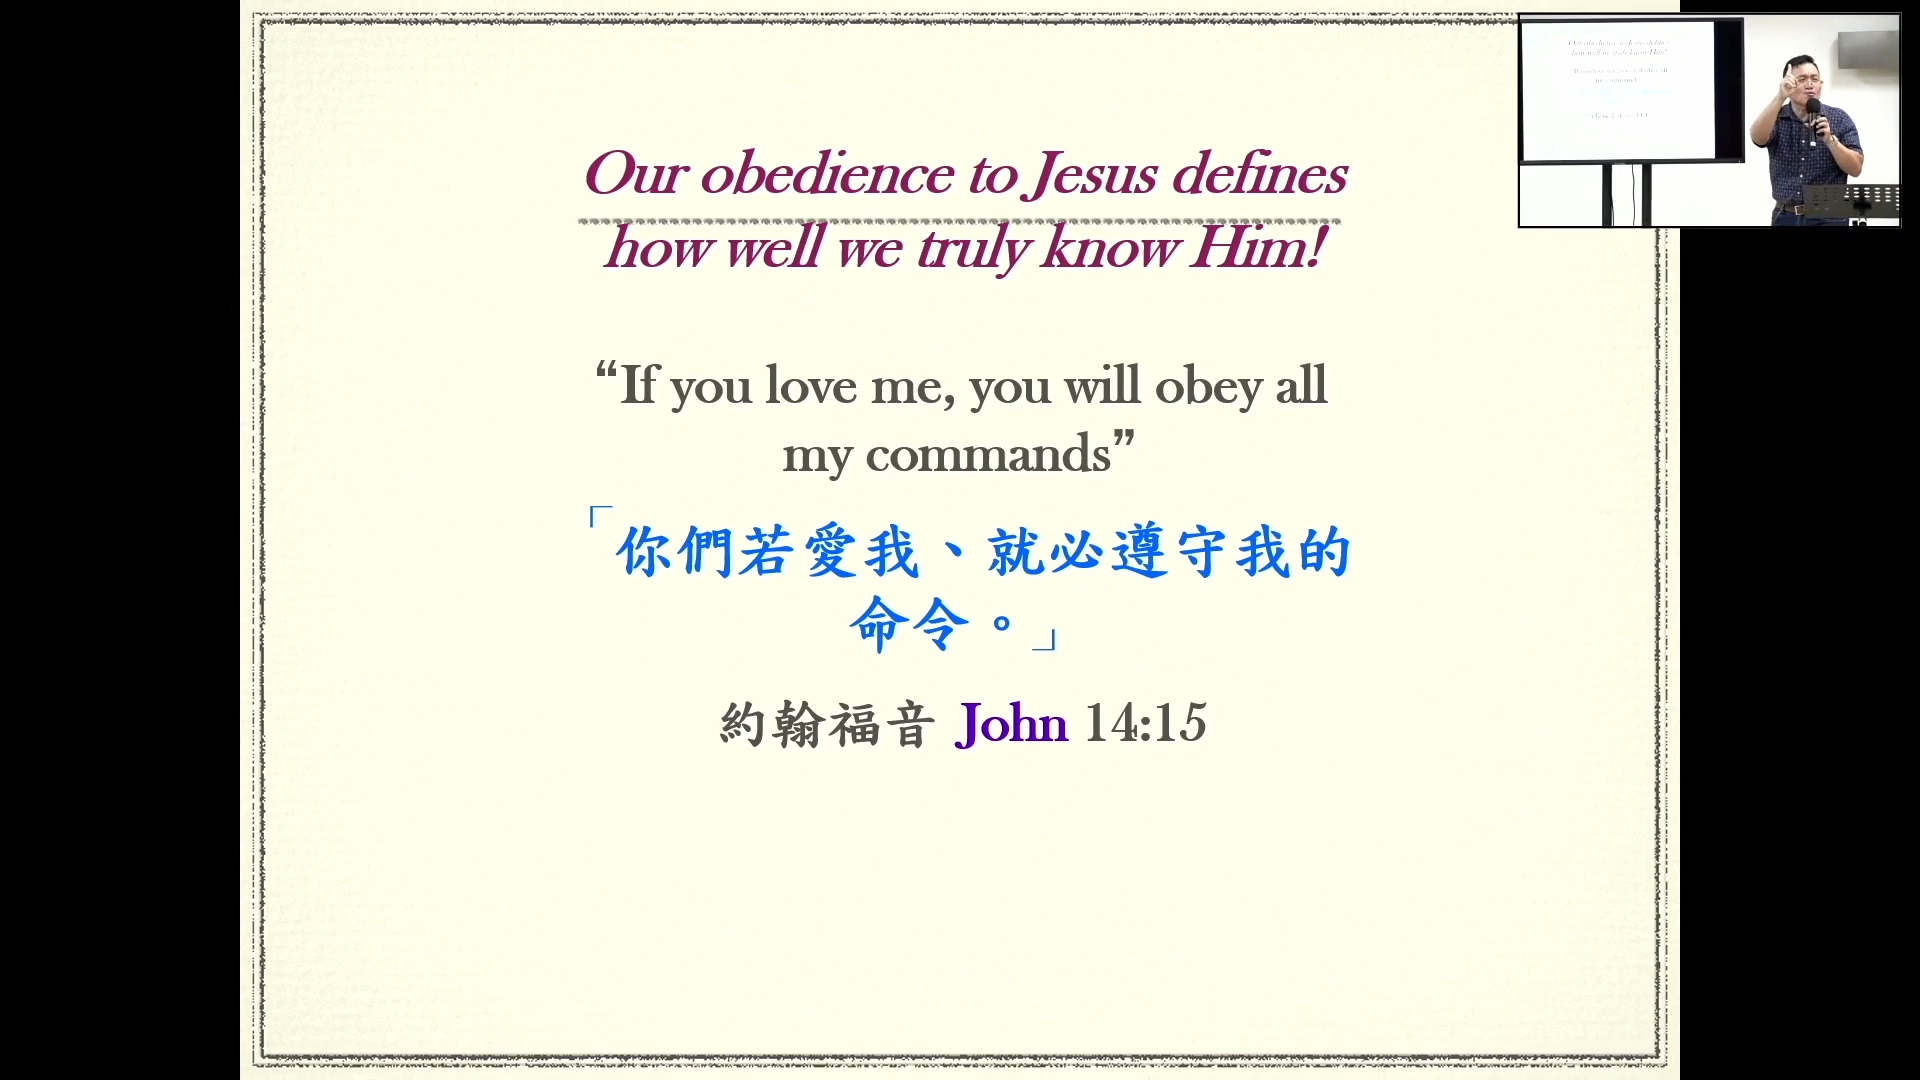 Our obedience to Jesus defines
how well we truly know Him!
“If you love me, you will obey all
my commands”
「你們若愛我、就必遵守我的
命令。」
約翰福音 John 14:15